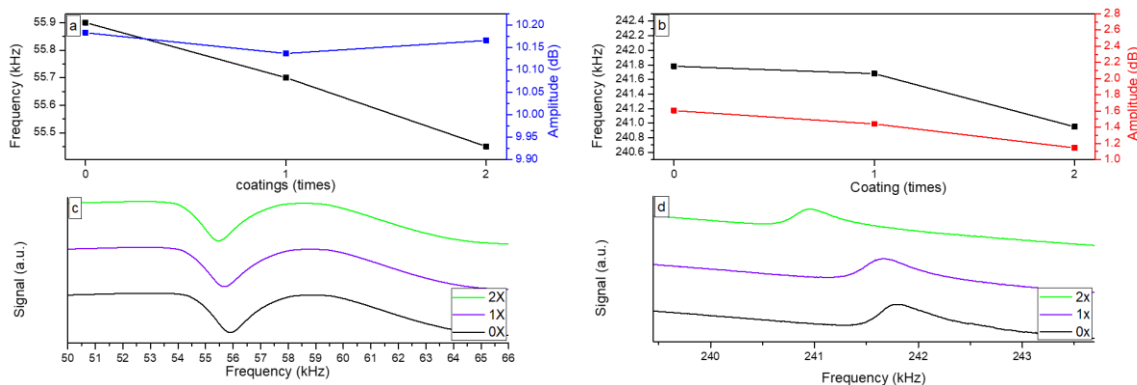 a
55.9
55.8
55.7
55.6
55.5
Frequency (kHz)
0
1
2
coatings (times)
10.20
10.15
10.10
10.05
10.00
9.95
9.90
Amplitude (dB)
b
242.4
242.2
242.0
241.8
241.6
241.4
241.2
241.0
240.8
240.6
Frequency (kHz)
0
1
2
Coating (times)
2.8
2.6
2.4
2.2
2.0
1.8
1.6
1.4
1.2
1.0
Amplitude (dB)
c
Signal (a.u.)
2X
1X
0X
50 51 52 53 54 55 56 57 58 59 60 61 62 63 64 65 66
Frequency (kHz)
d
Signal (a.u.)
2x
1x
0x
240 241 242 243
Frequency (kHz)